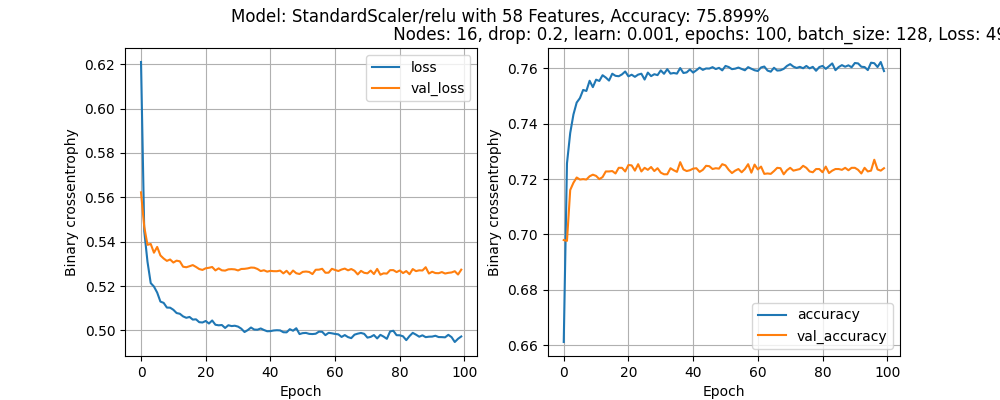 Model: StandardScaler/relu with 58 Features, Accuracy: 75.899%
Nodes: 16, drop: 0.2, learn: 0.001, epochs: 100, batch_size: 128, Loss: 49
loss
val_loss
0.62
0.60
0.58
0.56
0.54
0.52
0.50
Binary crossentrophy
0
20
40
60
80
100
Epoch
0.76
0.74
0.72
0.70
0.68
0.66
Binary crossentrophy
accuracy
val_accuracy
0
20
40
60
80
100
Epoch